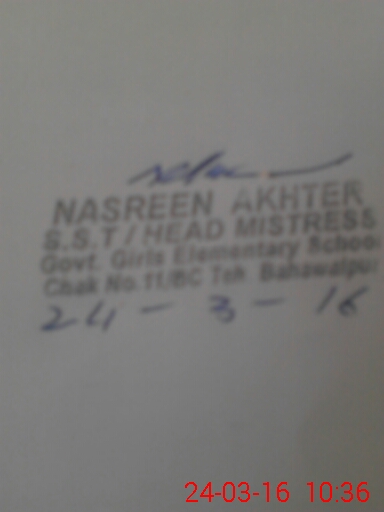 NASREEN AKHTER
S.S.T / HEAD MISTRESS
Govt. Girls Elementary School
Chak No.11/BC Teh Bahawalpur
24 - 3 - 16
24-03-16 10:36